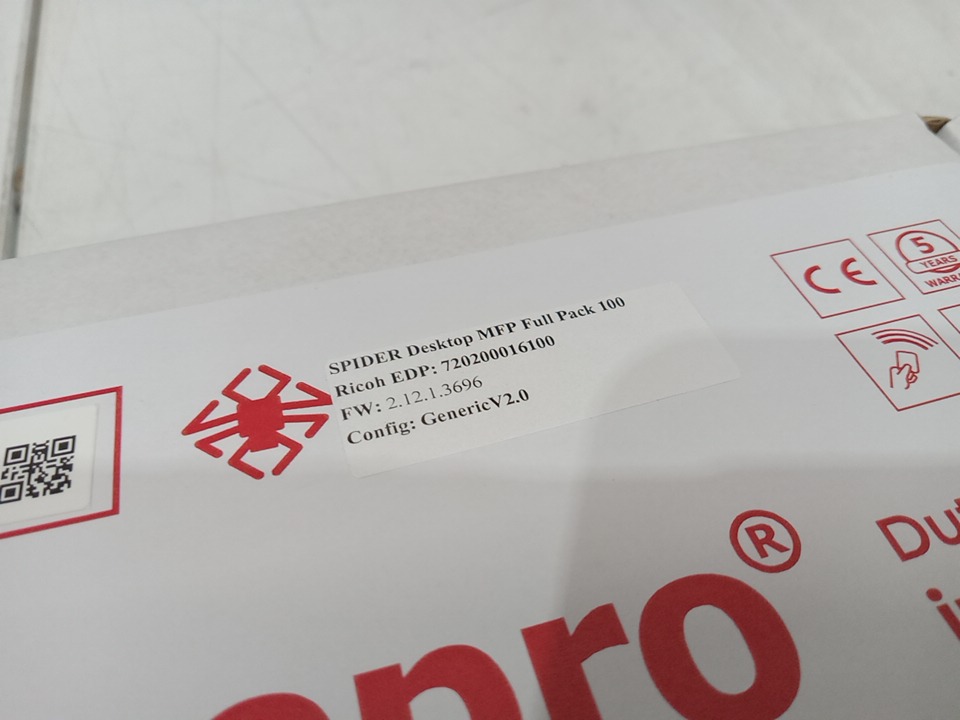 SPIDER Desktop MFP Full Pack 100
Ricoh EDP: 720200016100
FW: 2.12.1.3696
Config: GenericV2.0
CE
5
YEARS
pro®